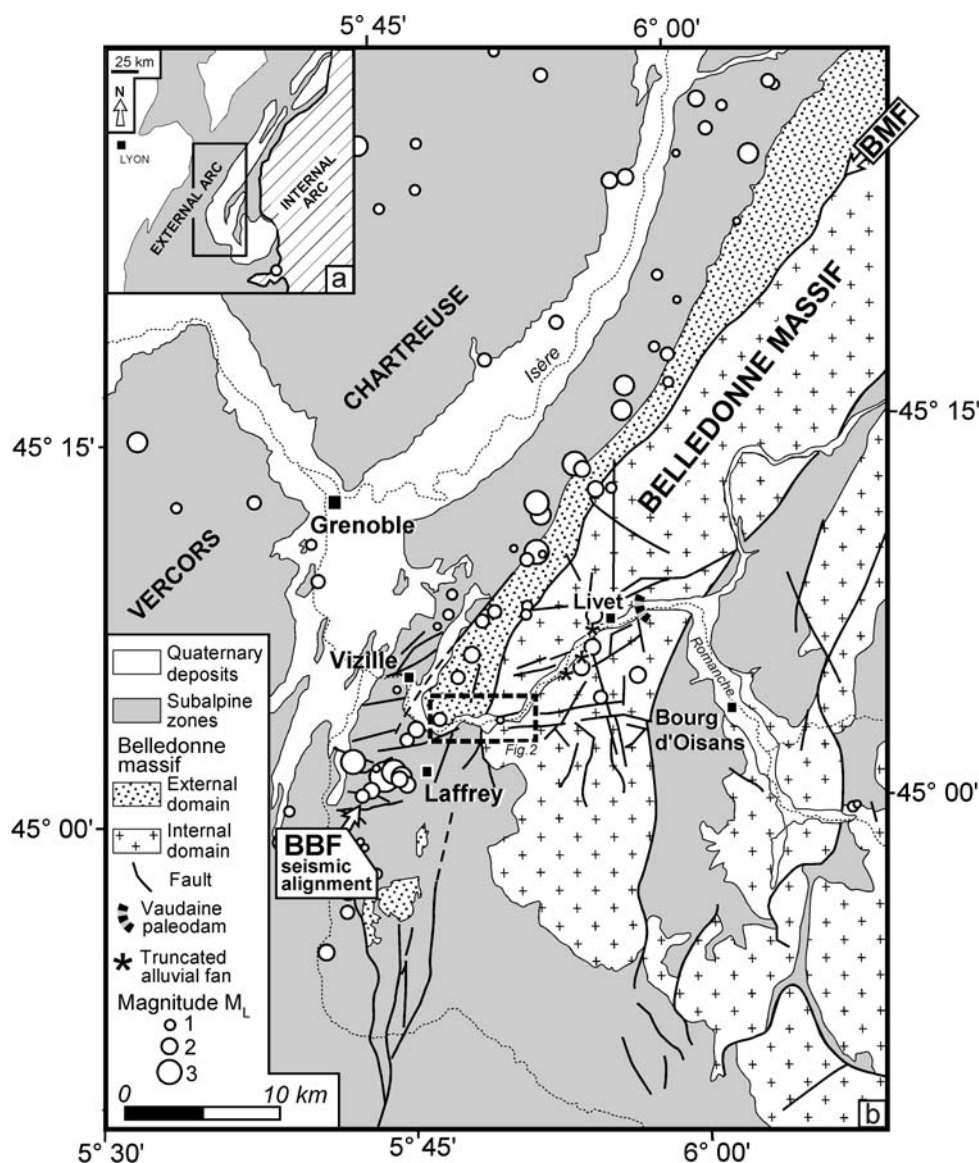 5° 45'
6° 00'
25 km
N
LYON
EXTERNAL ARC
INTERNAL
ARC
a
BMF
CHARTREUSE
Isère
BELLEDONNE MASSIF
45° 15'
45° 15'
Grenoble
VERCORS
Livet
Vizille
Romanche
Bourg
d'Oisans
Fig.2
Laffrey
45° 00'
45° 00'
BBF
seismic
alignment
Quaternary
deposits
Subalpine
zones
Belledonne
massif
External
domain
Internal
domain
Fault
Vaudaine
paleodam
Truncated
alluvial fan
Magnitude ML
1
2
3
0 10 km
b
5° 30'
5° 45'
6° 00'